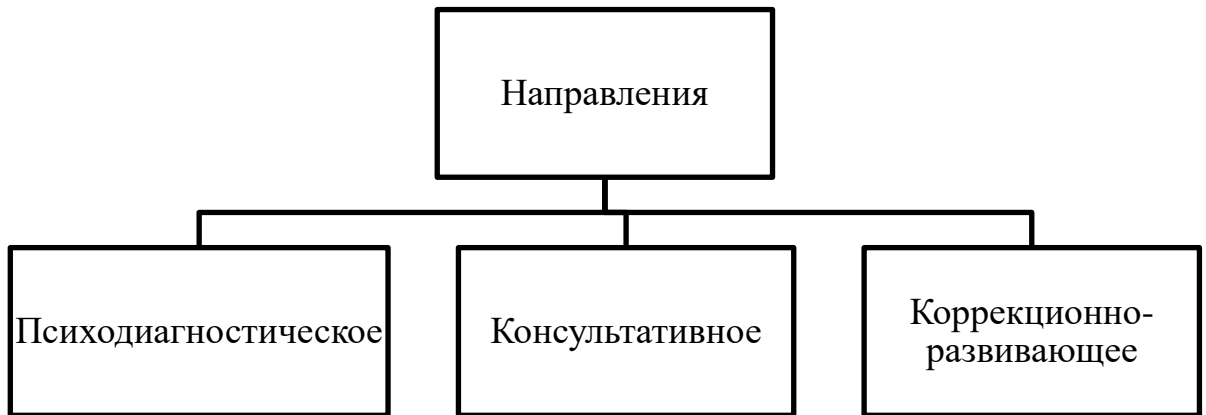 Направления
Психодиагностическое
Консультативное
Коррекционно-
развивающее